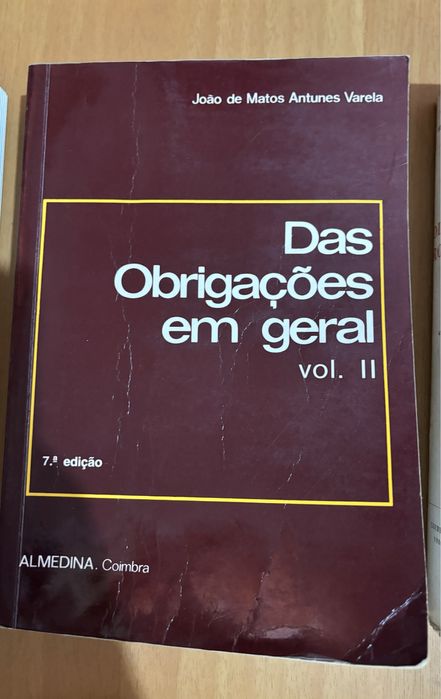 João de Matos Antunes Varela
Das
Obrigações
em geral
vol. II
7.ª edição
ALMEDINA. Coimbra